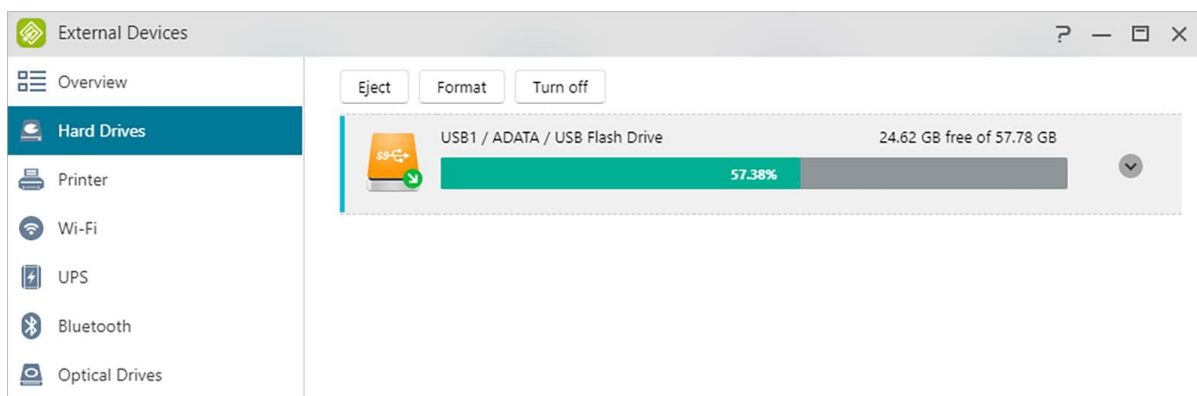 External Devices
Overview
Hard Drives
Printer
Wi-Fi
UPS
Bluetooth
Optical Drives
Eject Format Turn off
USB1 / ADATA / USB Flash Drive 24.62 GB free of 57.78 GB
SS
57.38%